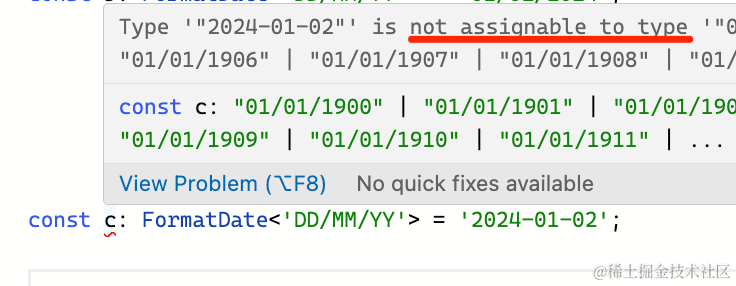 Type '"2024-01-02"' is not assignable to type '"0
"01/01/1906" | "01/01/1907" | "01/01/1908" | "01/
const c: "01/01/1900" | "01/01/1901" | "01/01/190
"01/01/1909" | "01/01/1910" | "01/01/1911" | ...
View Problem (⌥F8) No quick fixes available
const c: FormatDate<'DD/MM/YY'> = '2024-01-02';
@稀土掘金技术社区